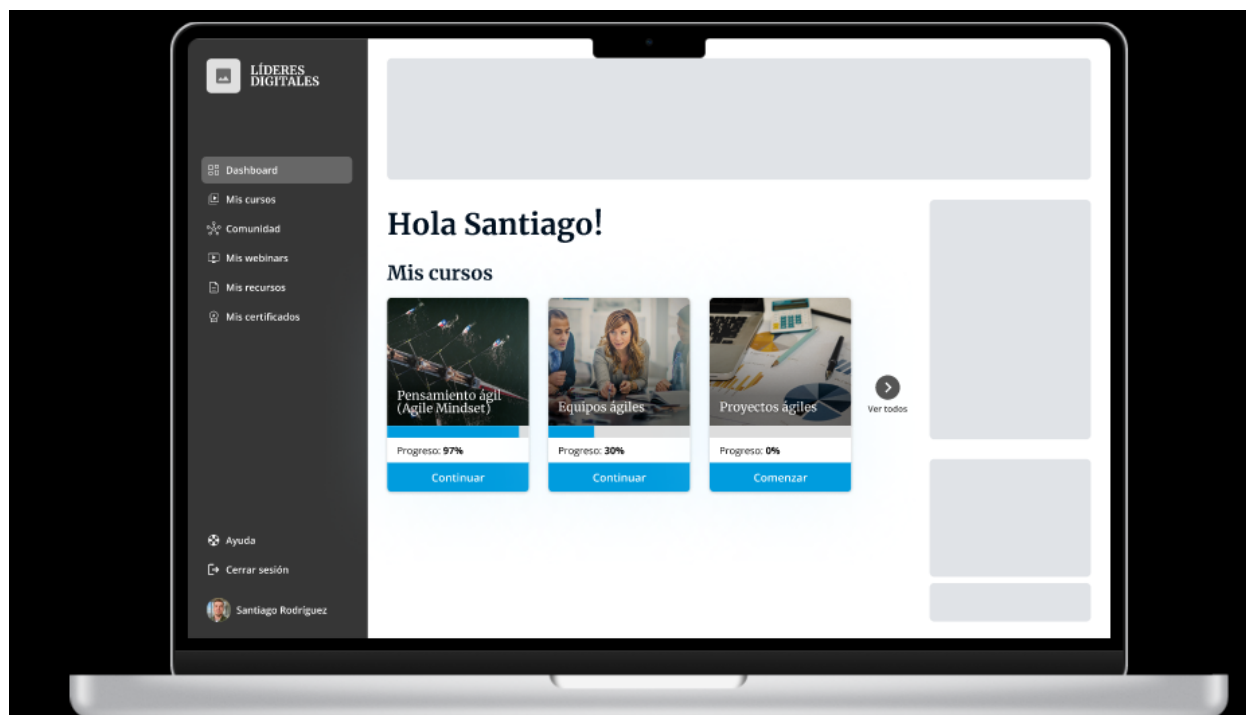 LÍDERES
DIGITALES
Dashboard
Mis cursos
Comunidad
Mis webinars
Mis recursos
Mis certificados
Ayuda
Cerrar sesión
Santiago Rodríguez
Hola Santiago!
Mis cursos
Pensamiento ágil
(Agile Mindset)
Progreso: 97%
Continuar
Equipos ágiles
Progreso: 30%
Continuar
Proyectos ágiles
Progreso: 0%
Comenzar
Ver todos